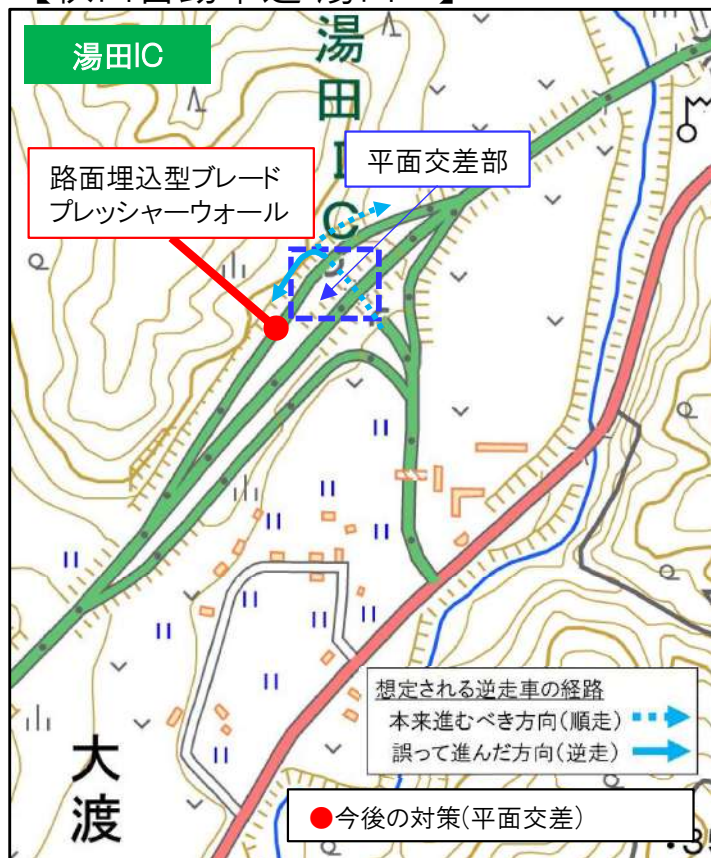 湯田IC
湯田IC
路面埋込型ブレード
プレッシャーウォール
平面交差部
想定される逆走車の経路
本来進むべき方向(順走)
誤って進んだ方向(逆走)
大渡
●今後の対策(平面交差)